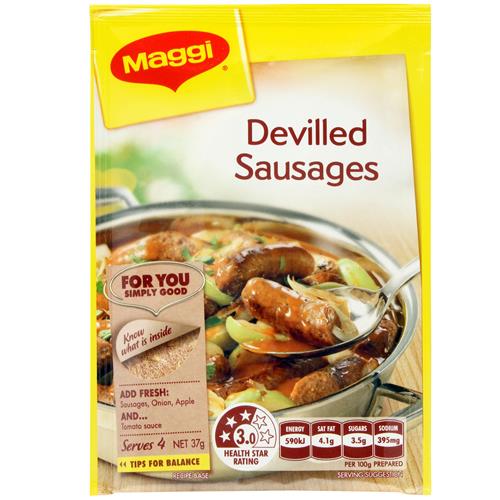 Maggi®
Devilled
Sausages
FOR YOU
SIMPLY GOOD
Know
what is inside
ADD FRESH:
Sausages, Onion, Apple
AND...
Tomato sauce
Serves 4 NET 37g
<< TIPS FOR BALANCE
RECIPE BASE
3.0
HEALTH STAR
RATING
ENERGY
590kJ
SAT FAT
4.1g
SUGARS
3.5g
SODIUM
395mg
PER 100g PREPARED
SERVING SUGGESTION